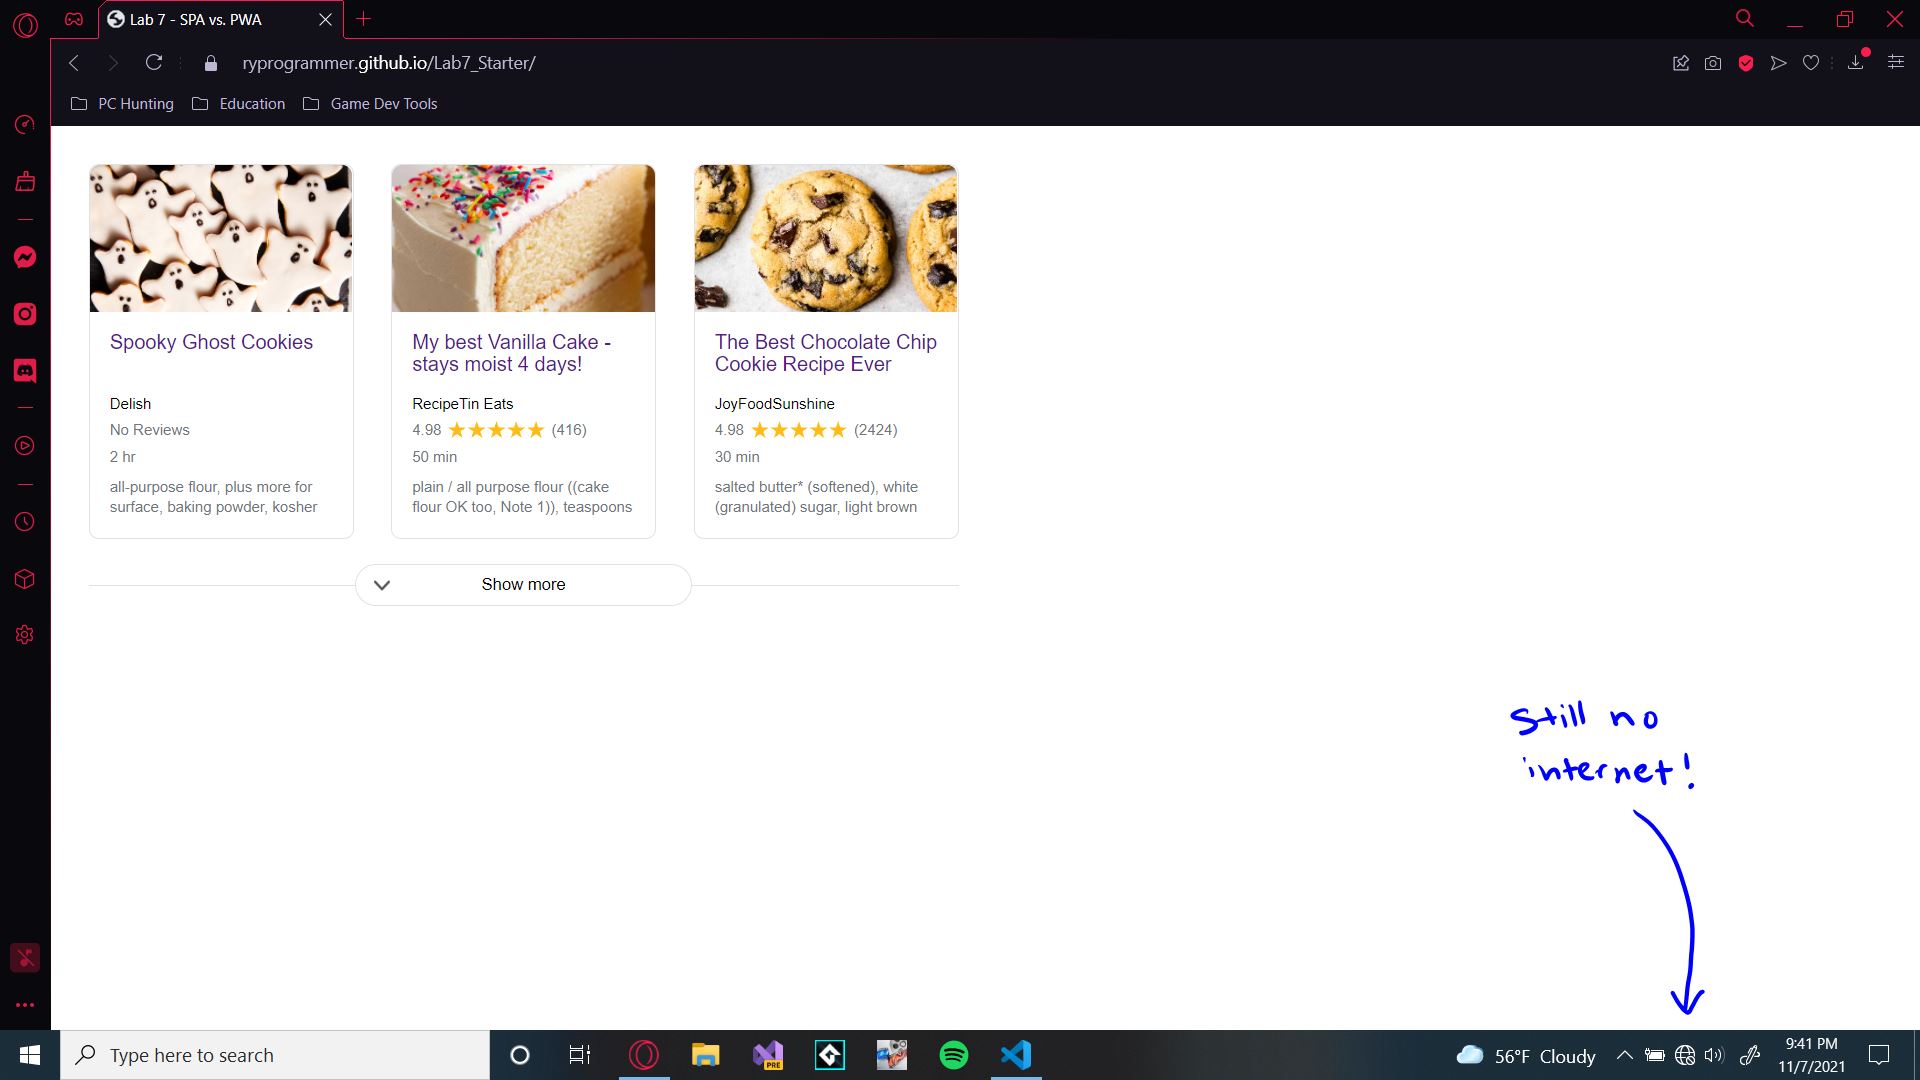 Lab 7 - SPA vs. PWA
ryprogrammer.github.io/Lab7_Starter/
PC Hunting
Education
Game Dev Tools
Spooky Ghost Cookies
Delish
No Reviews
2 hr
all-purpose flour, plus more for
surface, baking powder, kosher
My best Vanilla Cake -
stays moist 4 days!
RecipeTin Eats
4.98 (416)
50 min
plain / all purpose flour ((cake
flour OK too, Note 1)), teaspoons
The Best Chocolate Chip
Cookie Recipe Ever
JoyFoodSunshine
4.98 (2424)
30 min
salted butter* (softened), white
(granulated) sugar, light brown
Show more
Still no
internet!
Type here to search
PRE
56°F Cloudy
9:41 PM
11/7/2021